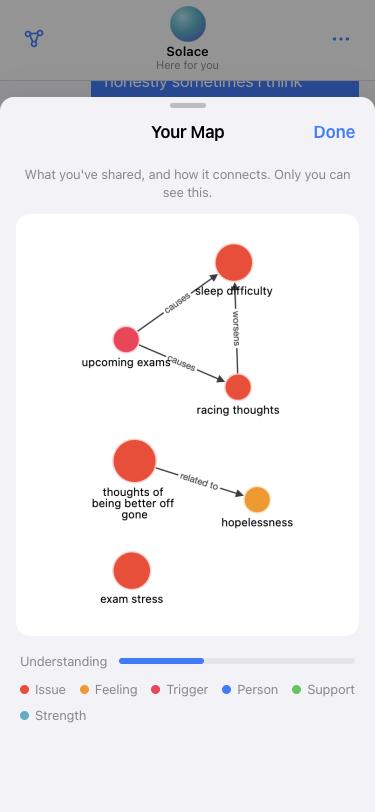 Solace
Here for you
honestly sometimes i think
Your Map
Done
What you've shared, and how it connects. Only you can
see this.
sleep difficulty
causes
upcoming exams
causes
worsens
racing thoughts
thoughts of
being better off
gone
related to
hopelessness
exam stress
Understanding
Issue
Feeling
Trigger
Person
Support
Strength